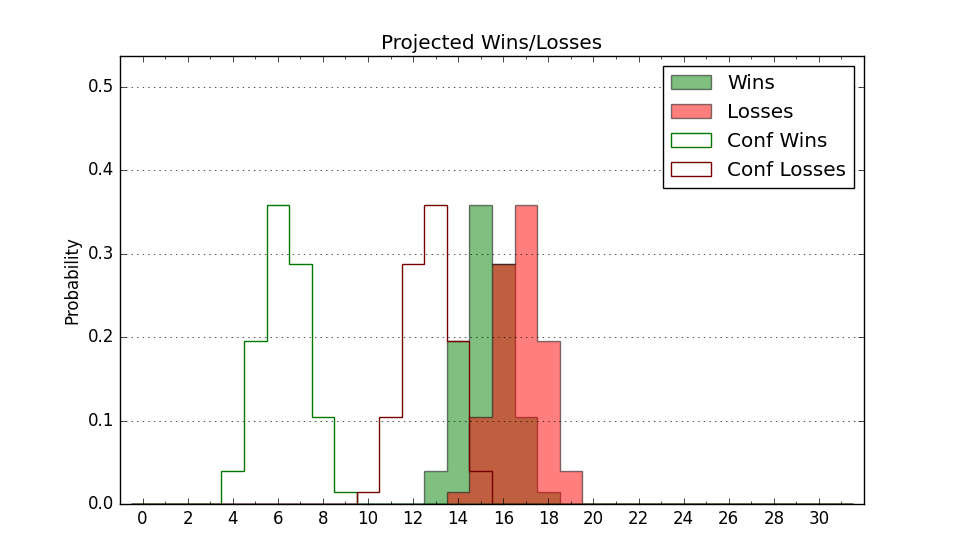 Projected Wins/Losses
Probability
0.5
0.4
0.3
0.2
0.1
0.0
0 2 4 6 8 10 12 14 16 18 20 22 24 26 28 30
Wins
Losses
Conf Wins
Conf Losses